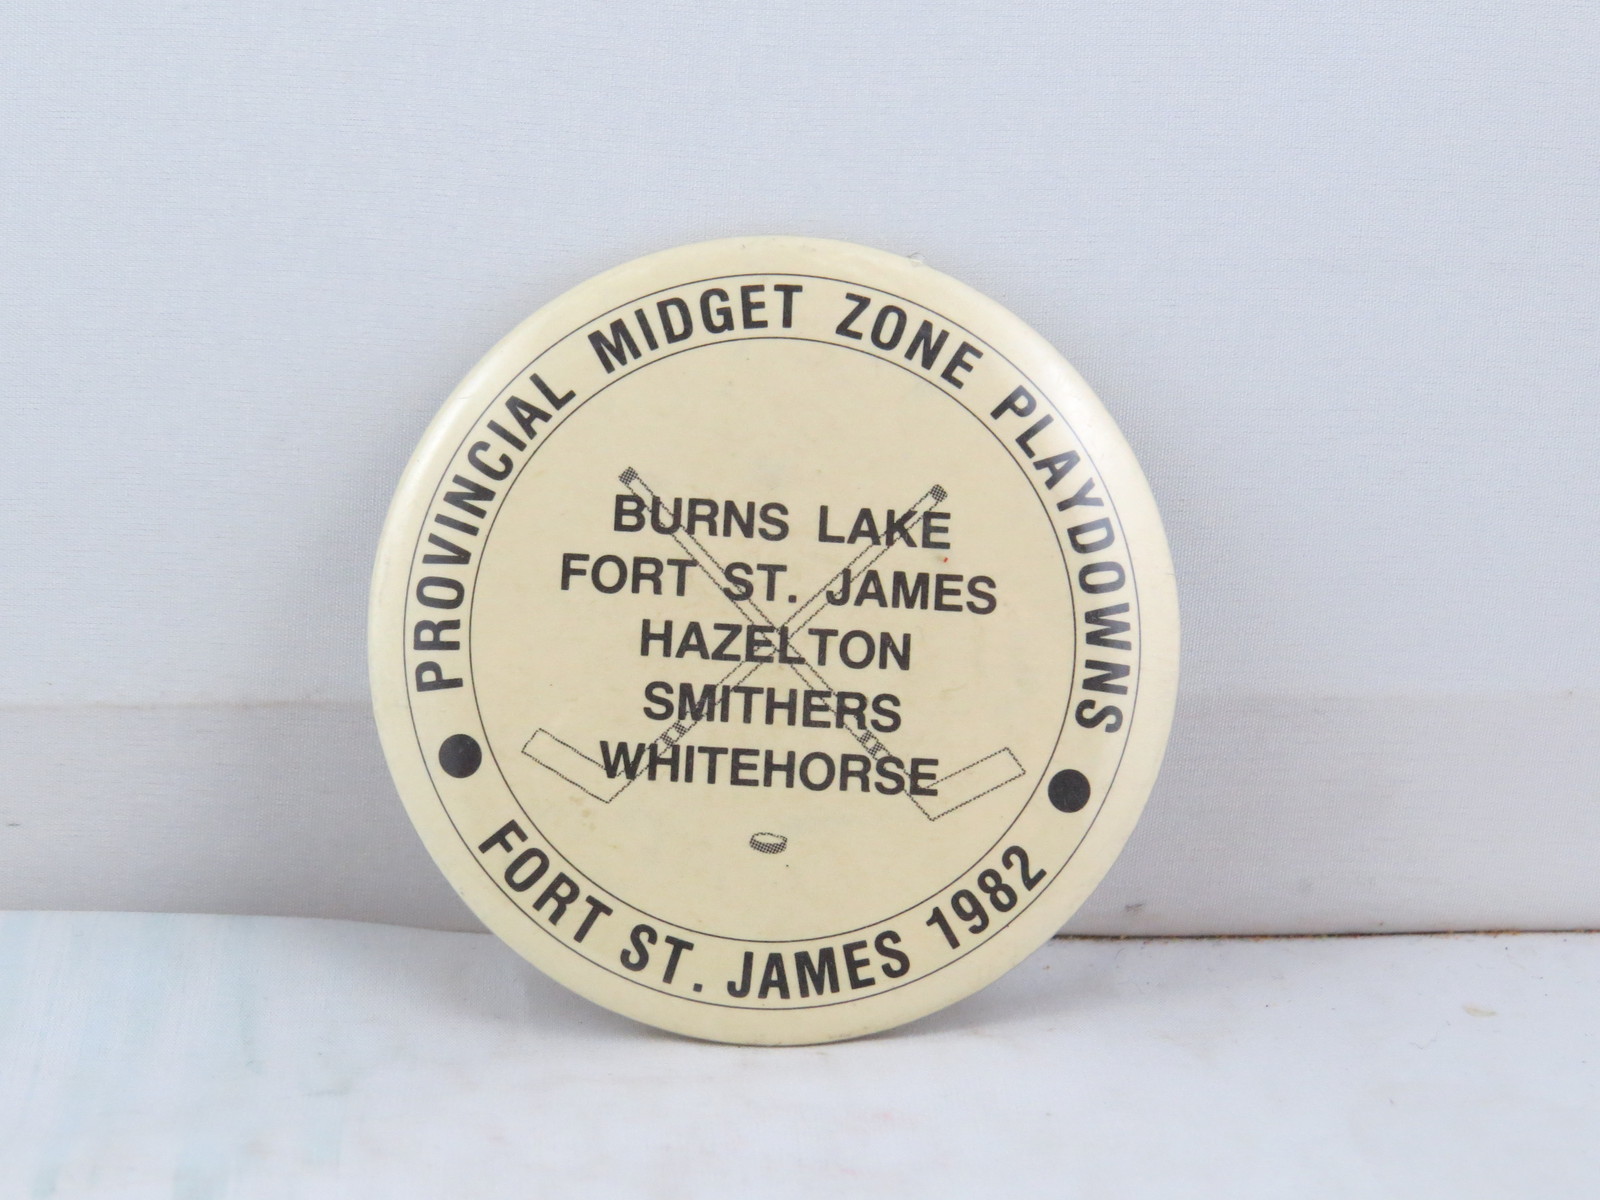 PROVINCIAL MIDGET ZONE PLAYDOWNS
BURNS LAKE
FORT ST. JAMES
HAZELTON
SMITHERS
WHITEHORSE
FORT ST. JAMES 1982